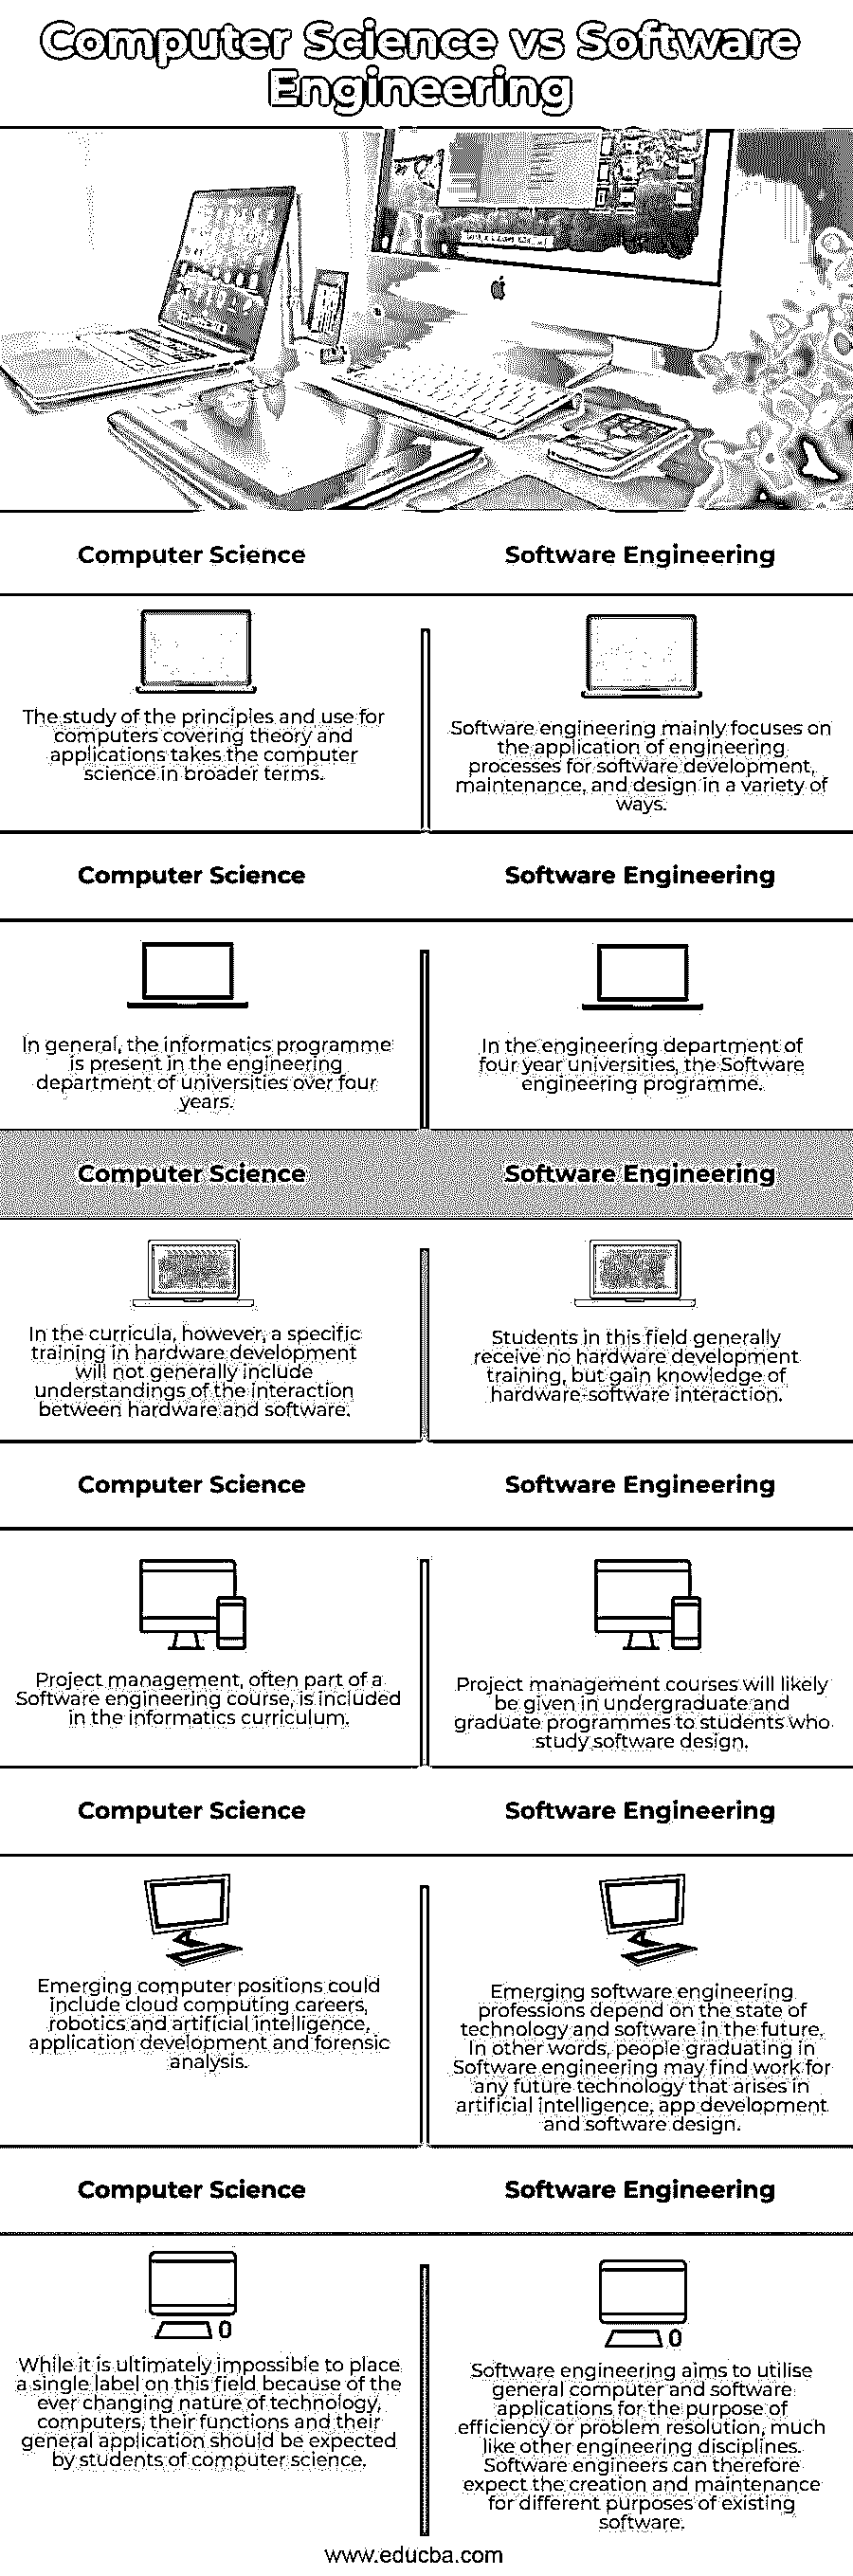 Computer Science vs Software
Engineering
Computer Science
Software Engineering
The study of the principles and use for
computers covering theory and
applications takes the computer
science in broader terms.
Software engineering mainly focuses on
the application of engineering
processes for software development,
maintenance, and design in a variety of
ways.
Computer Science
Software Engineering
In general, the informatics programme
is present in the engineering
department of universities over four
years.
In the engineering department of
four year universities, the Software
engineering programme.
Computer Science
Software Engineering
In the curricula, however, a specific
training in hardware development
will not generally include
understandings of the interaction
between hardware and software.
Students in this field generally
receive no hardware development
training, but gain knowledge of
hardware-software interaction.
Computer Science
Software Engineering
Project management, often part of a
Software engineering course, is included
in the informatics curriculum.
Project management courses will likely
be given in undergraduate and
graduate programmes to students who
study software design.
Computer Science
Software Engineering
Emerging computer positions could
include cloud computing careers,
robotics and artificial intelligence,
application development and forensic
analysis.
Emerging software engineering
professions depend on the state of
technology and software in the future.
In other words, people graduating in
Software engineering may find work for
any future technology that arises in
artificial intelligence, app development
and software design.
Computer Science
Software Engineering
While it is ultimately impossible to place
a single label on this field because of the
ever changing nature of technology,
computers, their functions and their
general application should be expected
by students of computer science.
Software engineering aims to utilise
general computer and software
applications for the purpose of
efficiency or problem resolution, much
like other engineering disciplines.
Software engineers can therefore
expect the creation and maintenance
for different purposes of existing
software.
www.educba.com